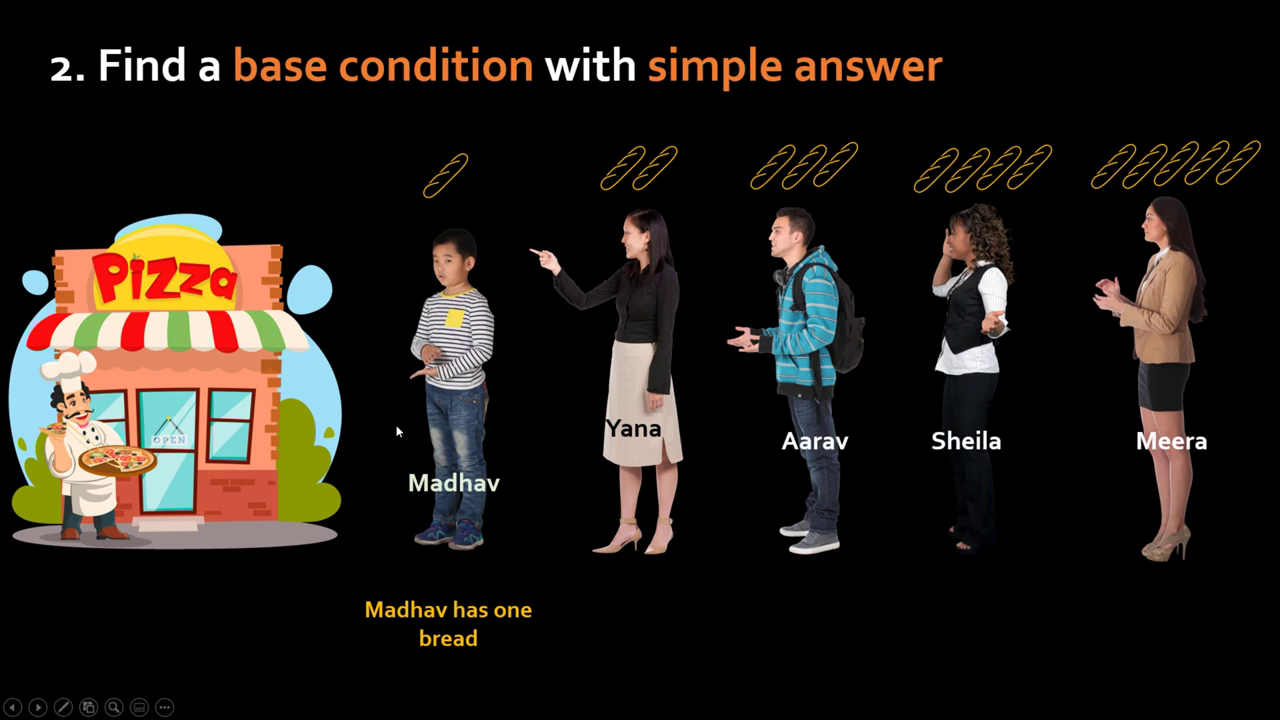 2. Find a base condition with simple answer
Pizza
OPEN
Yana
Aarav
Sheila
Meera
Madhav
Madhav has one
bread